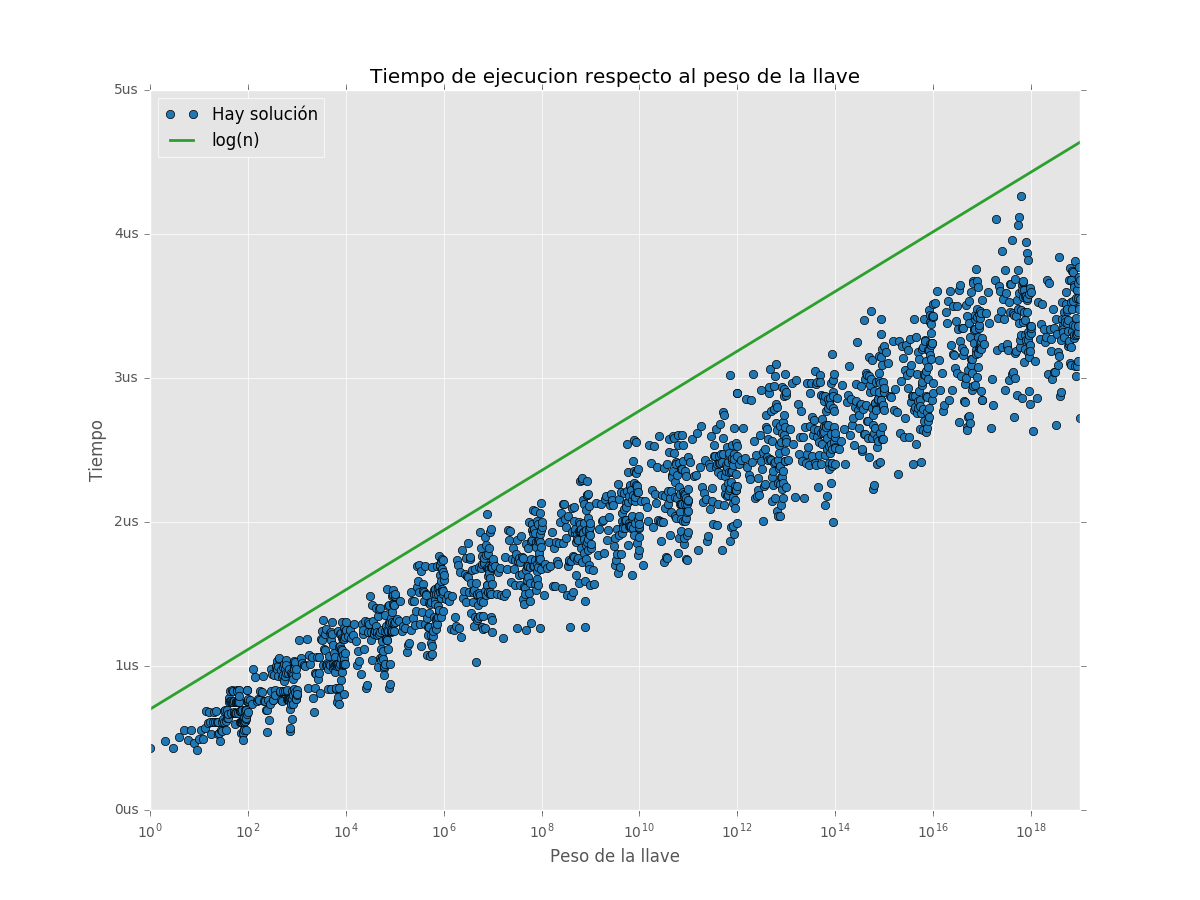 Tiempo de ejecucion respecto al peso de la llave
5us
Hay solución
log(n)
4us
3us
Tiempo
2us
1us
0us
10^0 10^2 10^4 10^6 10^8 10^10 10^12 10^14 10^16 10^18
Peso de la llave